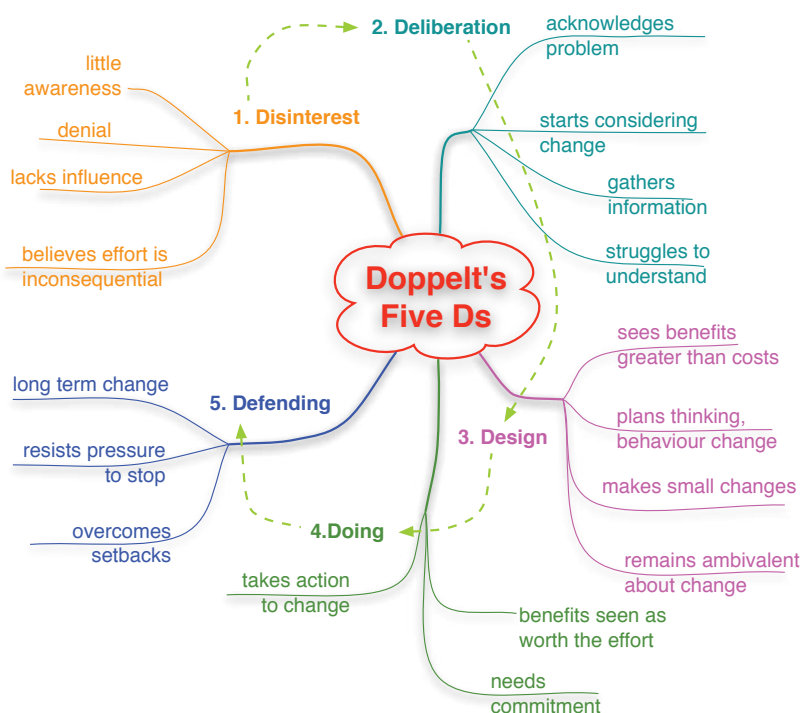 Doppelt's
Five Ds
1. Disinterest
little
awareness
denial
lacks influence
believes effort is
inconsequential
2. Deliberation
acknowledges
problem
starts considering
change
gathers
information
struggles to
understand
3. Design
sees benefits
greater than costs
plans thinking,
behaviour change
makes small changes
remains ambivalent
about change
4.Doing
takes action
to change
benefits seen as
worth the effort
needs
commitment
5. Defending
long term change
resists pressure
to stop
overcomes
setbacks